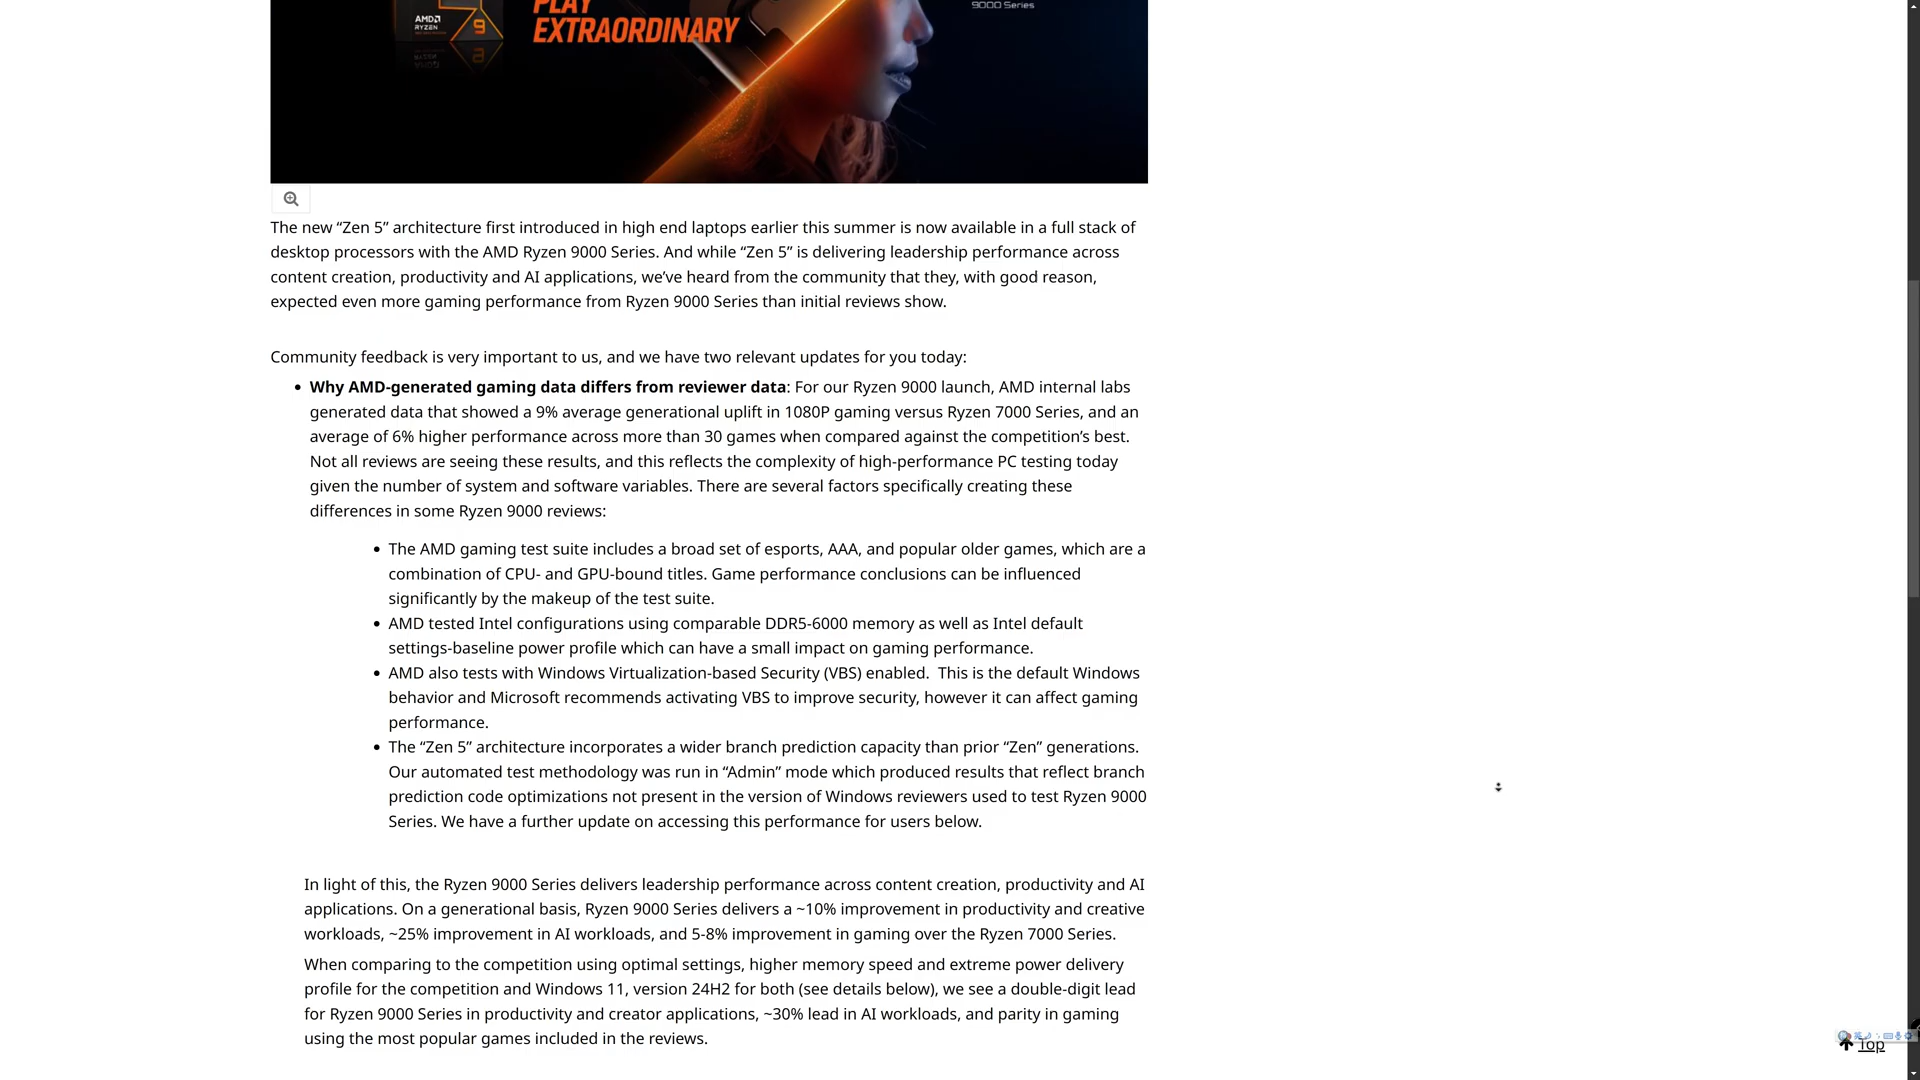 PLAY
EXTRAORDINARY
AMD
RYZEN
9
9000 Series
The new “Zen 5” architecture first introduced in high end laptops earlier this summer is now available in a full stack of
desktop processors with the AMD Ryzen 9000 Series. And while “Zen 5” is delivering leadership performance across
content creation, productivity and AI applications, we’ve heard from the community that they, with good reason,
expected even more gaming performance from Ryzen 9000 Series than initial reviews show.
Community feedback is very important to us, and we have two relevant updates for you today:
• Why AMD-generated gaming data differs from reviewer data: For our Ryzen 9000 launch, AMD internal labs
generated data that showed a 9% average generational uplift in 1080P gaming versus Ryzen 7000 Series, and an
average of 6% higher performance across more than 30 games when compared against the competition’s best.
Not all reviews are seeing these results, and this reflects the complexity of high-performance PC testing today
given the number of system and software variables. There are several factors specifically creating these
differences in some Ryzen 9000 reviews:
• The AMD gaming test suite includes a broad set of esports, AAA, and popular older games, which are a
combination of CPU- and GPU-bound titles. Game performance conclusions can be influenced
significantly by the makeup of the test suite.
• AMD tested Intel configurations using comparable DDR5-6000 memory as well as Intel default
settings-baseline power profile which can have a small impact on gaming performance.
• AMD also tests with Windows Virtualization-based Security (VBS) enabled.  This is the default Windows
behavior and Microsoft recommends activating VBS to improve security, however it can affect gaming
performance.
• The “Zen 5” architecture incorporates a wider branch prediction capacity than prior “Zen” generations.
Our automated test methodology was run in “Admin” mode which produced results that reflect branch
prediction code optimizations not present in the version of Windows reviewers used to test Ryzen 9000
Series. We have a further update on accessing this performance for users below.
In light of this, the Ryzen 9000 Series delivers leadership performance across content creation, productivity and AI
applications. On a generational basis, Ryzen 9000 Series delivers a ~10% improvement in productivity and creative
workloads, ~25% improvement in AI workloads, and 5-8% improvement in gaming over the Ryzen 7000 Series.
When comparing to the competition using optimal settings, higher memory speed and extreme power delivery
profile for the competition and Windows 11, version 24H2 for both (see details below), we see a double-digit lead
for Ryzen 9000 Series in productivity and creator applications, ~30% lead in AI workloads, and parity in gaming
using the most popular games included in the reviews.
Top